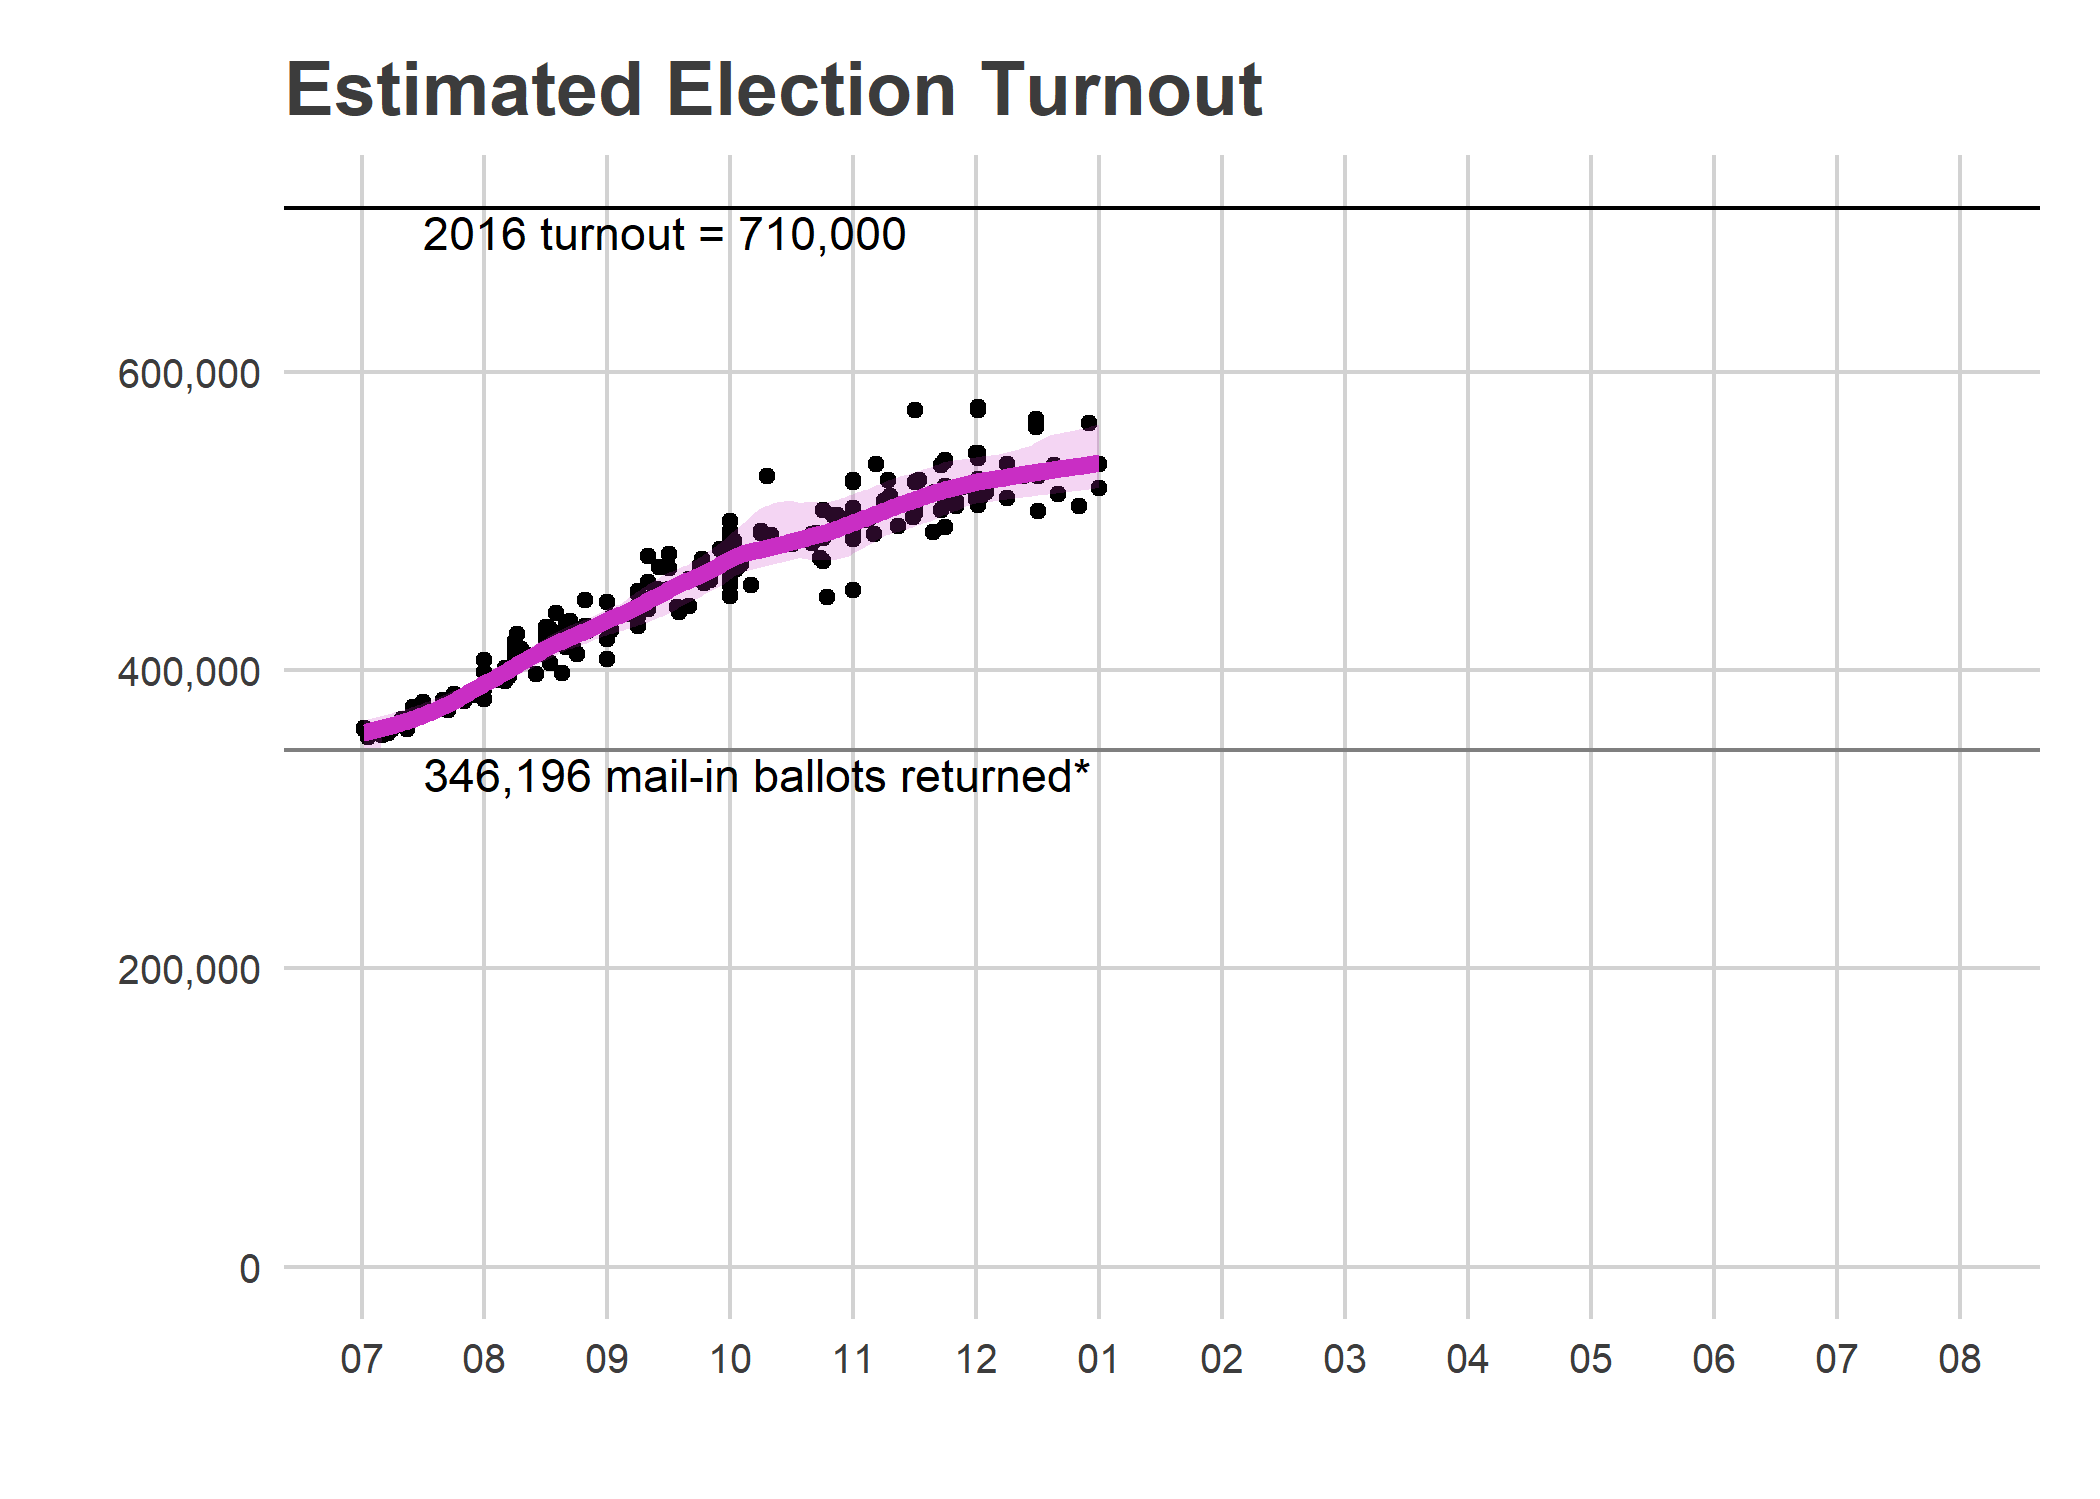 Estimated Election Turnout
2016 turnout = 710,000
600,000
400,000
346,196 mail-in ballots returned*
200,000
0
07 08 09 10 11 12 01 02 03 04 05 06 07 08